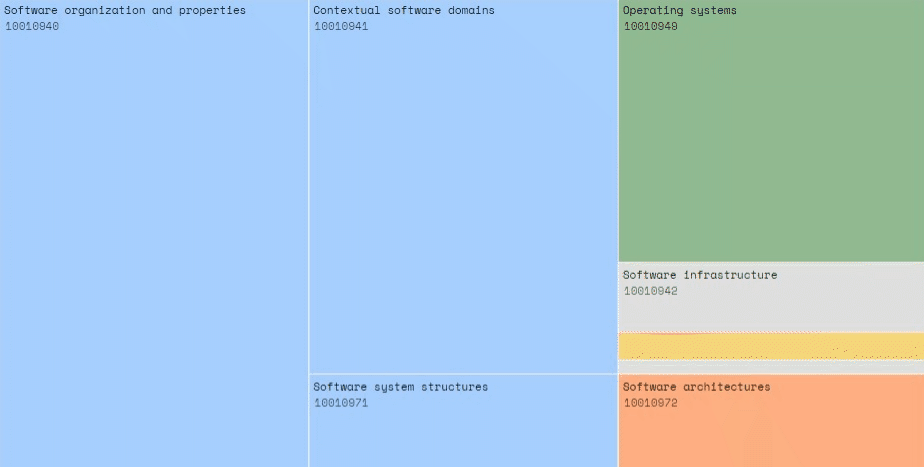 Software organization and properties
10010940
Contextual software domains
10010941
Operating systems
10010949
Software infrastructure
10010942
Software system structures
10010971
Software architectures
10010972